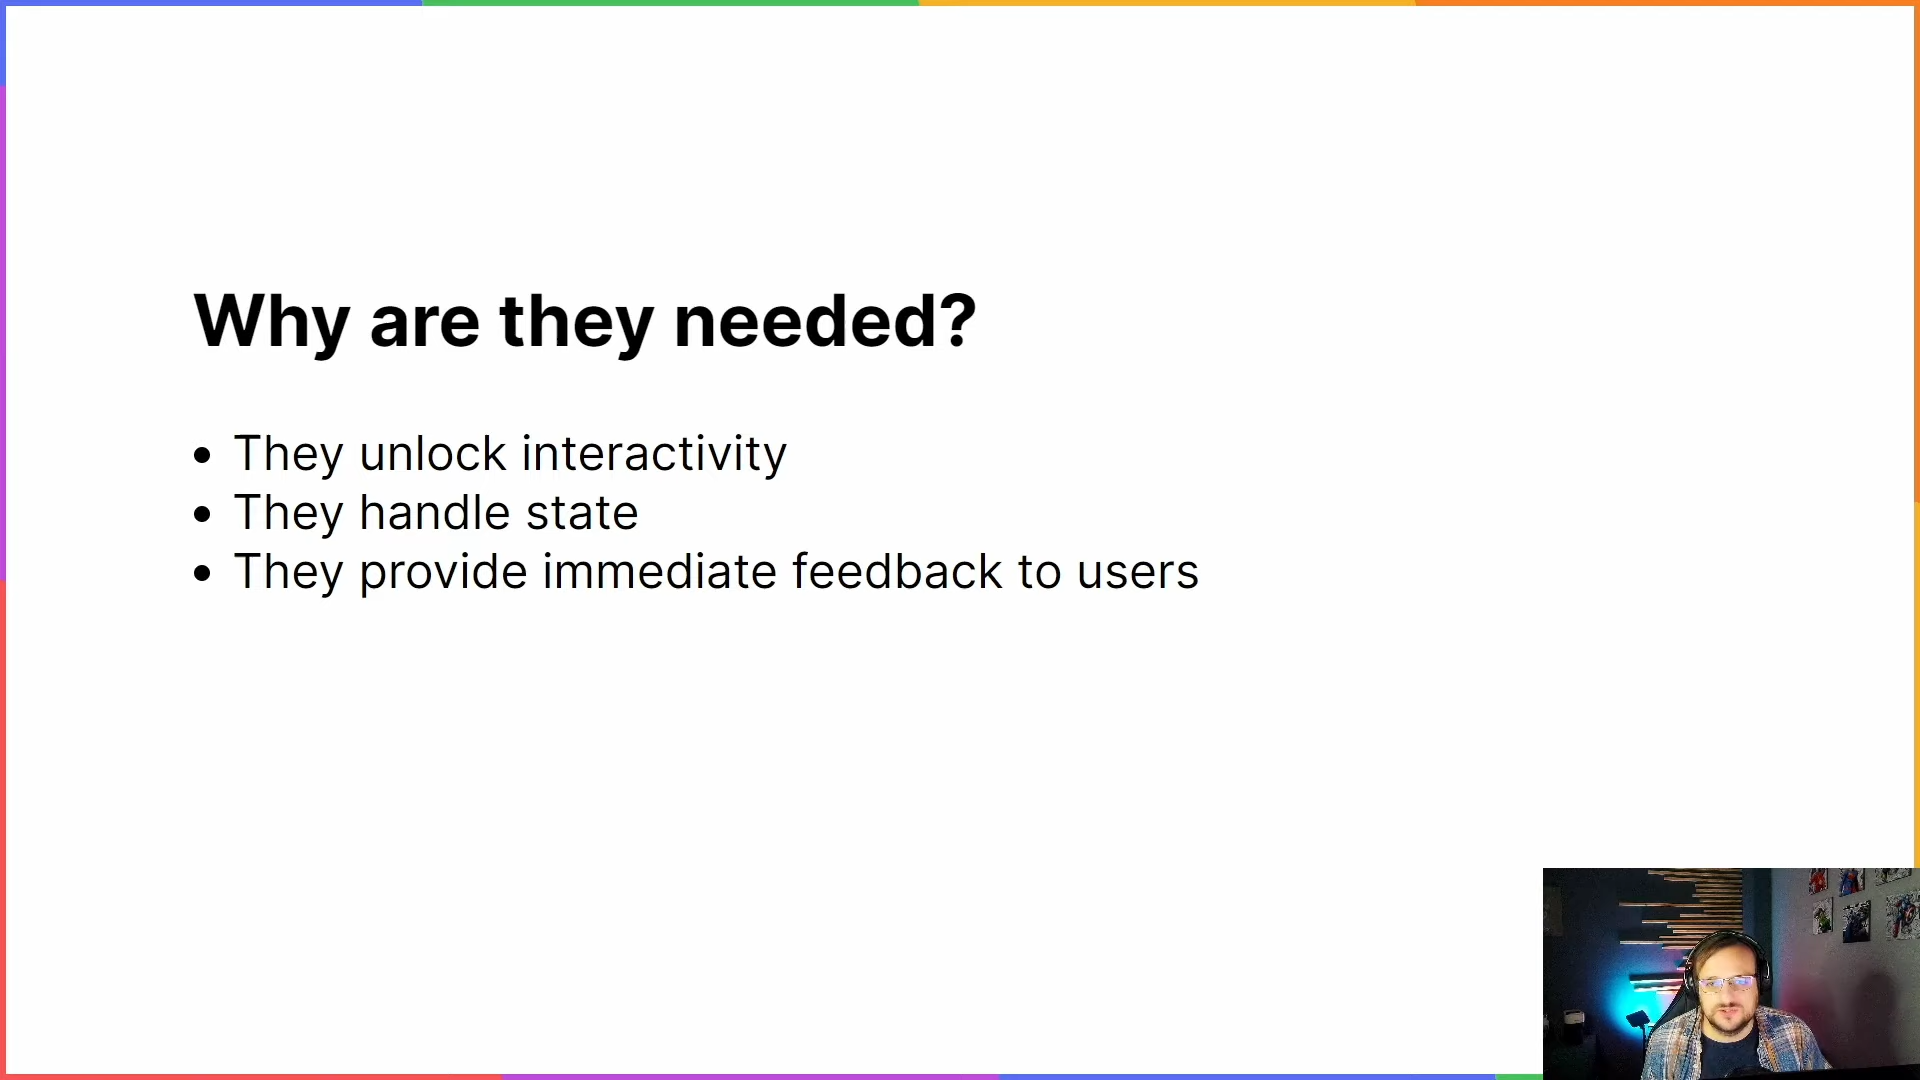 Why are they needed?
They unlock interactivity
They handle state
They provide immediate feedback to users